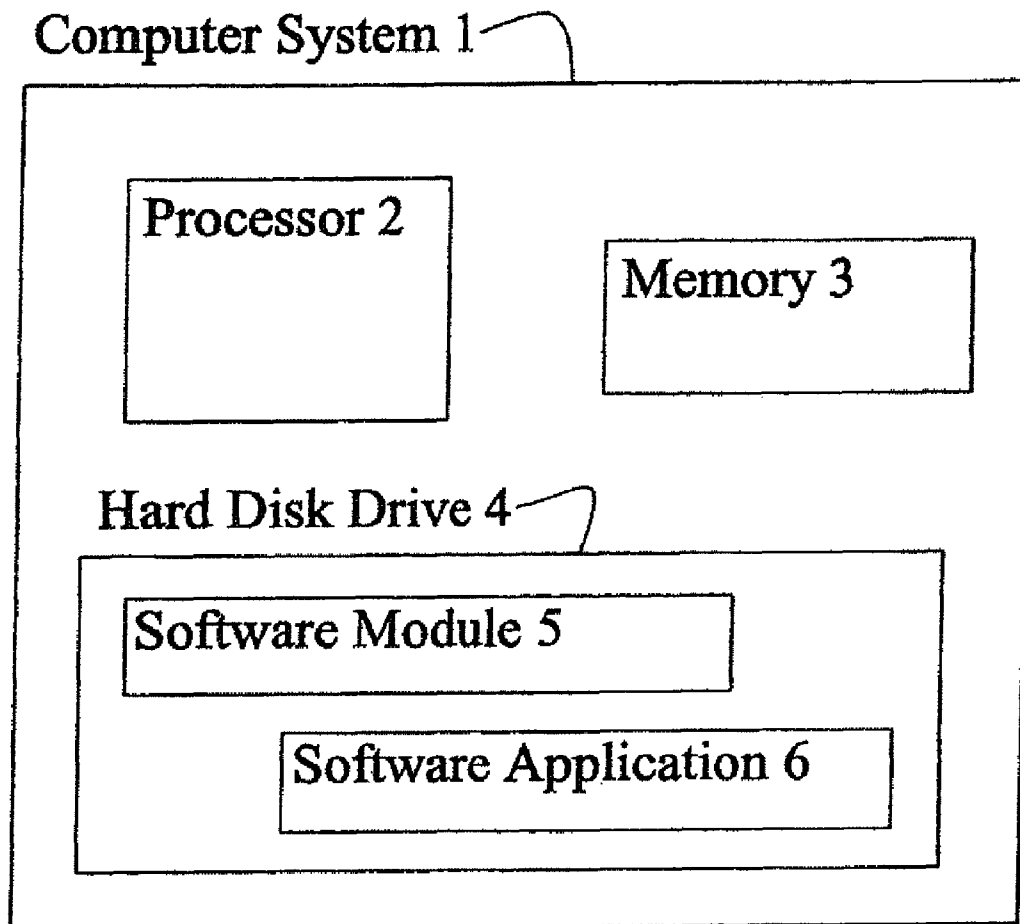 Computer System 1
Processor 2
Memory 3
Hard Disk Drive 4
Software Module 5
Software Application 6